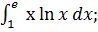 ∫₁ᵉ x ln x dx;